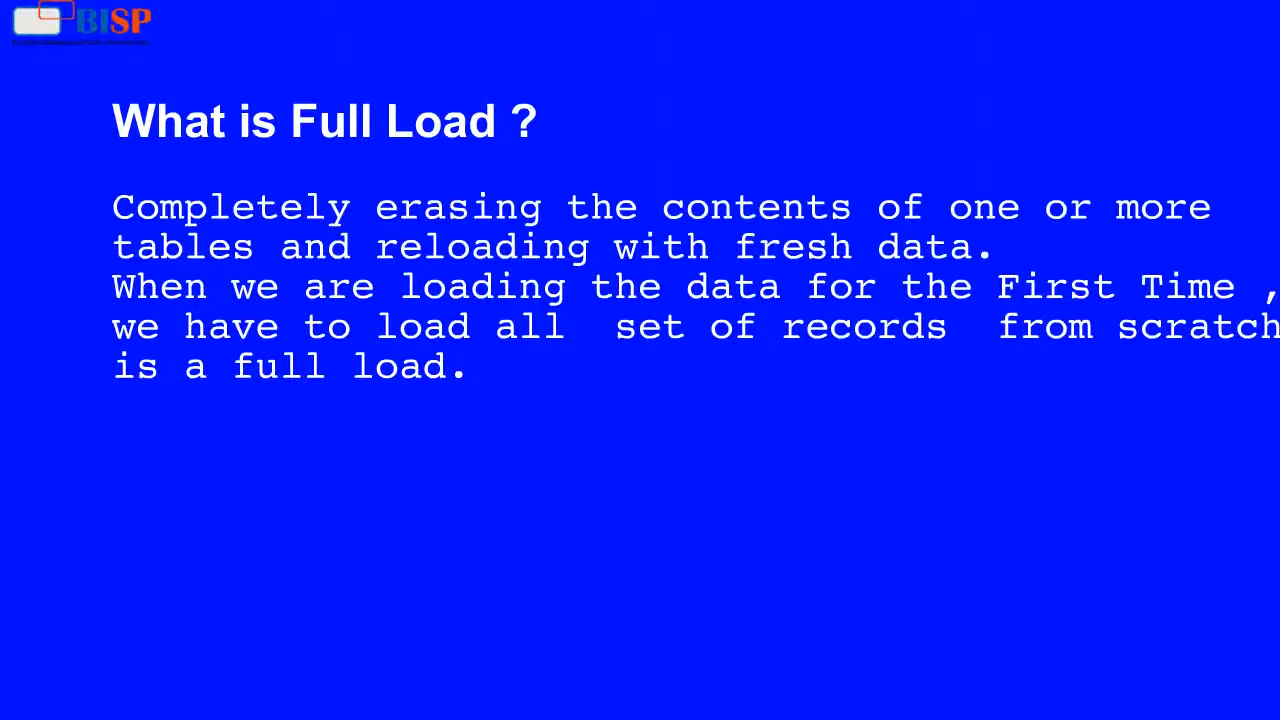 BISP
What is Full Load ?
Completely erasing the contents of one or more
tables and reloading with fresh data.
When we are loading the data for the First Time ,
we have to load all  set of records  from scratch
is a full load.